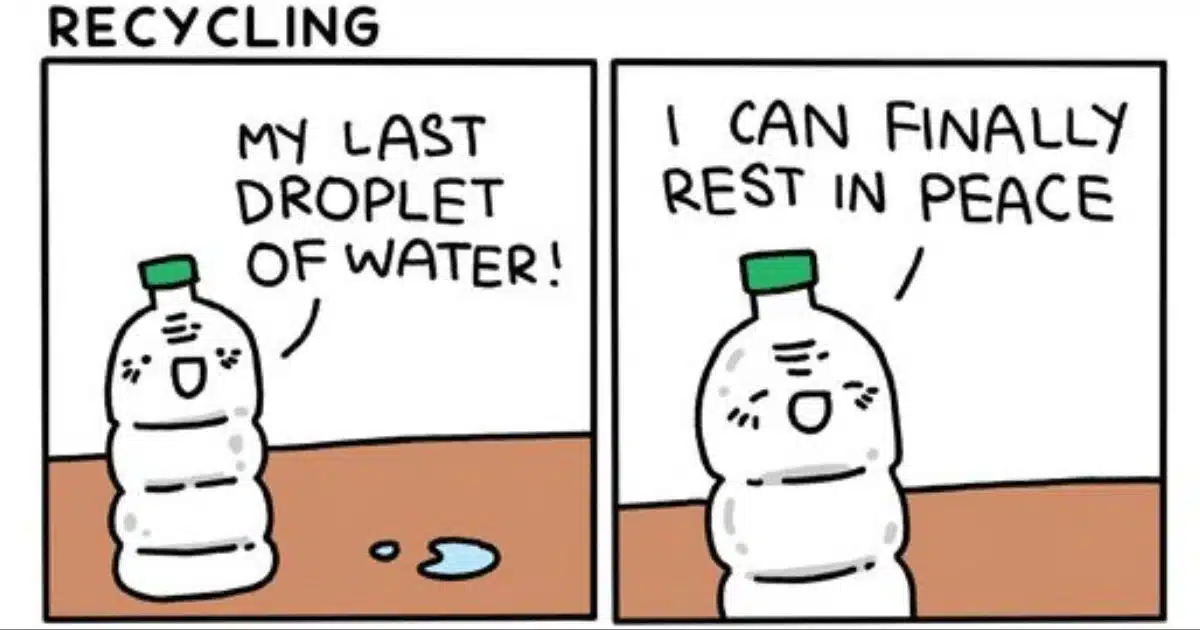 RECYCLING
MY LAST
DROPLET
OF WATER!
I CAN FINALLY
REST IN PEACE